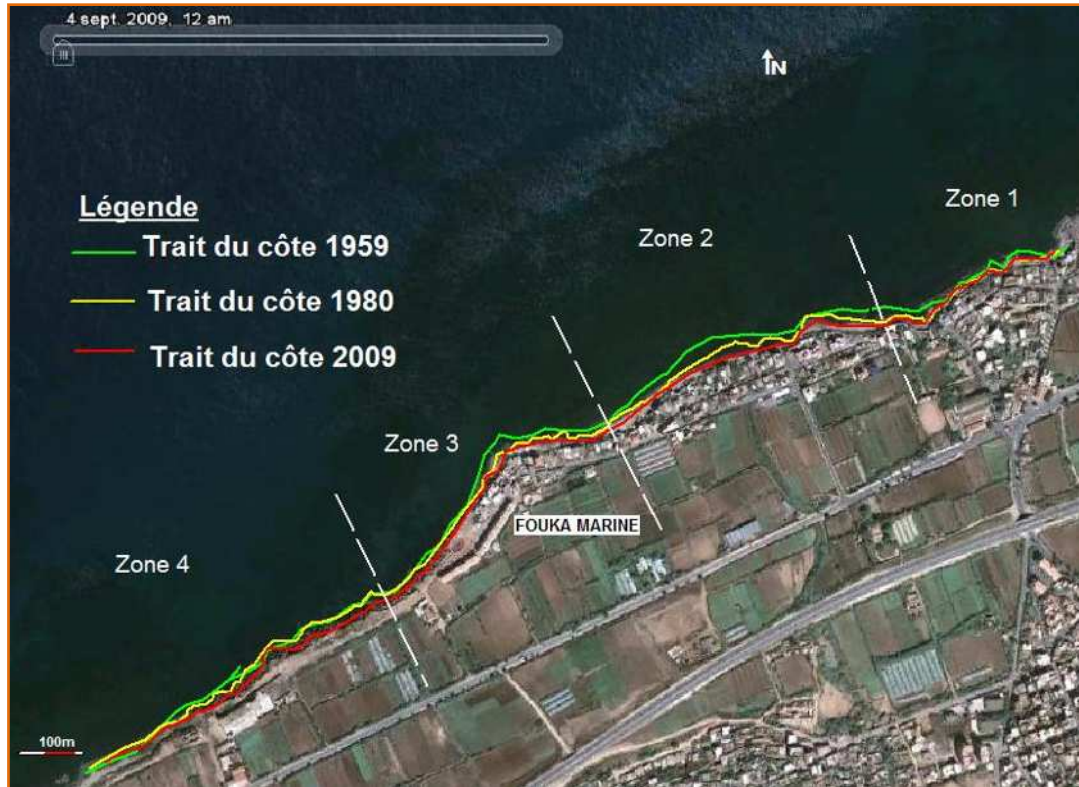 4 sept. 2009, 12 am
N
Zone 1
Zone 2
Légende
Trait du côte 1959
Trait du côte 1980
Trait du côte 2009
Zone 3
FOUKA MARINE
Zone 4
100m